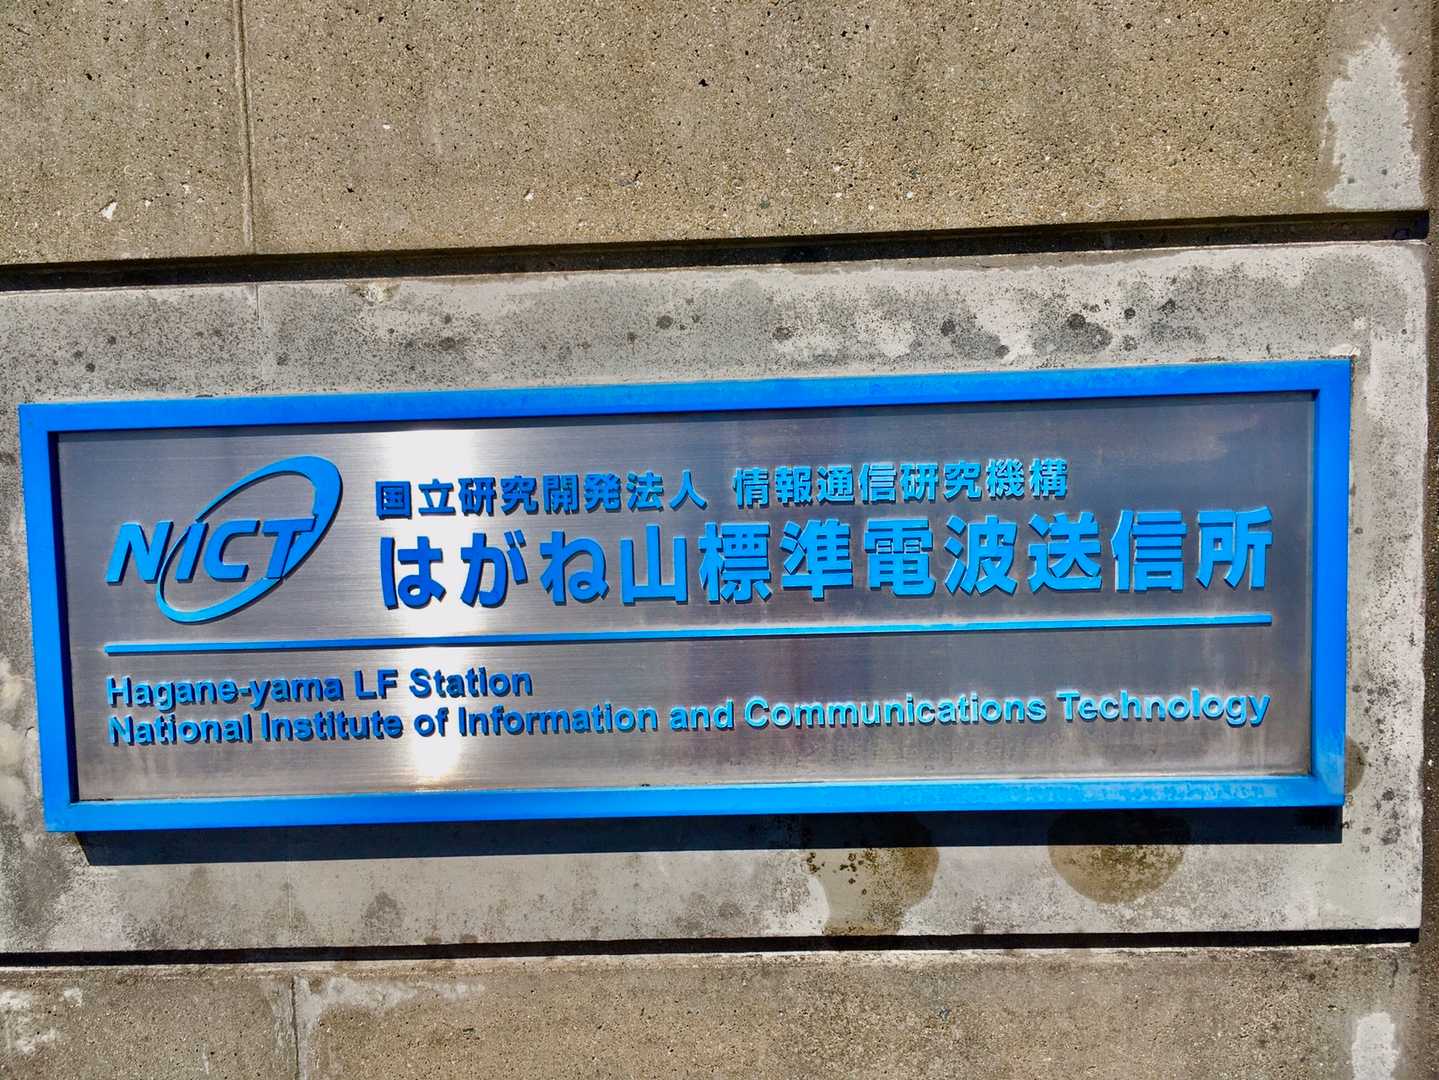 NICT
国立研究開発法人 情報通信研究機構
はがね山標準電波送信所
Hagane-yama LF Station
National Institute of Information and Communications Technology